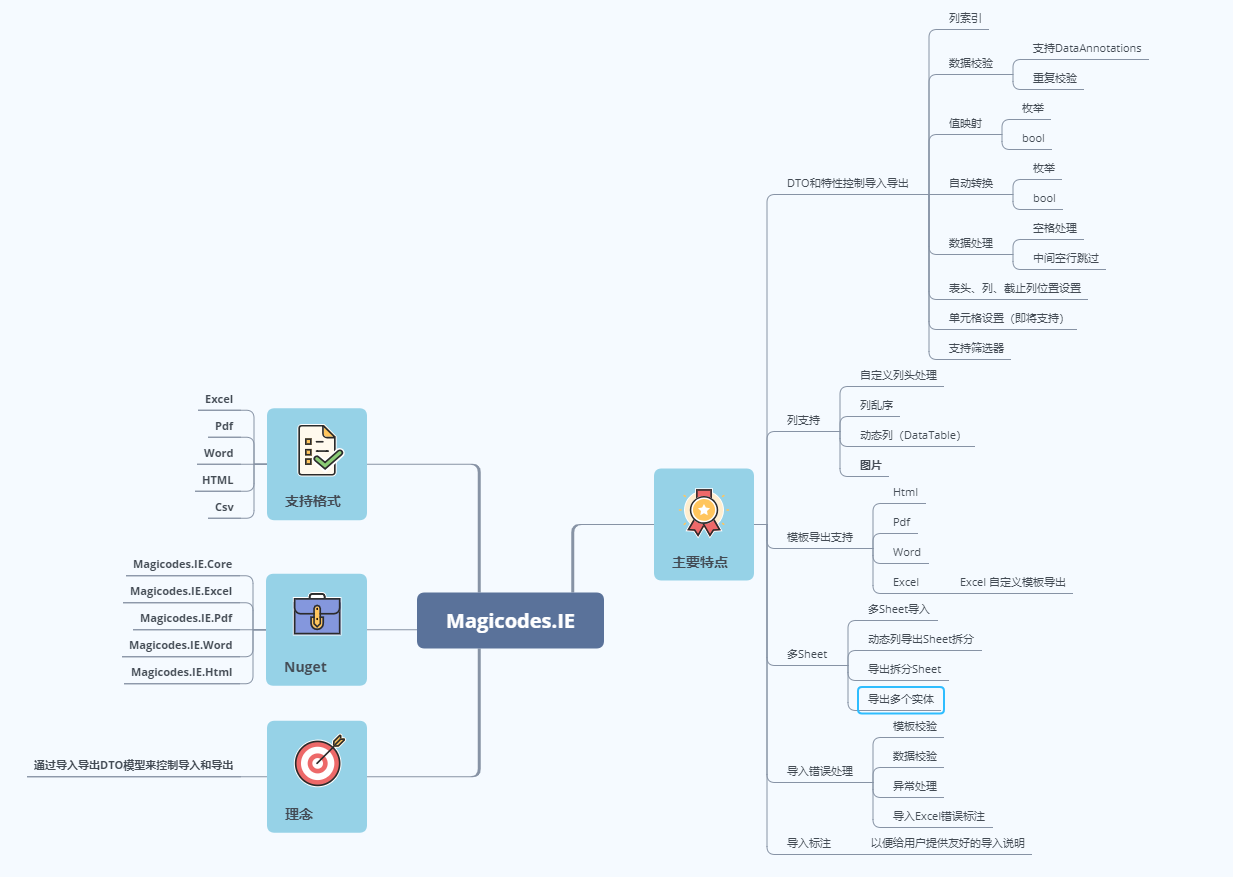 Magicodes.IE
支持格式
Excel
Pdf
Word
HTML
Csv
Nuget
Magicodes.IE.Core
Magicodes.IE.Excel
Magicodes.IE.Pdf
Magicodes.IE.Word
Magicodes.IE.Html
理念
通过导入导出DTO模型来控制导入和导出
主要特点
DTO和特性控制导入导出
列索引
数据校验
支持DataAnnotations
重复校验
值映射
枚举
bool
自动转换
枚举
bool
数据处理
空格处理
中间空行跳过
表头、列、截止列位置设置
单元格设置（即将支持）
支持筛选器
列支持
自定义列头处理
列乱序
动态列（DataTable）
图片
模板导出支持
Html
Pdf
Word
Excel
Excel 自定义模板导出
多Sheet
多Sheet导入
动态列导出Sheet拆分
导出拆分Sheet
导出多个实体
导入错误处理
模板校验
数据校验
异常处理
导入Excel错误标注
导入标注
以便给用户提供友好的导入说明